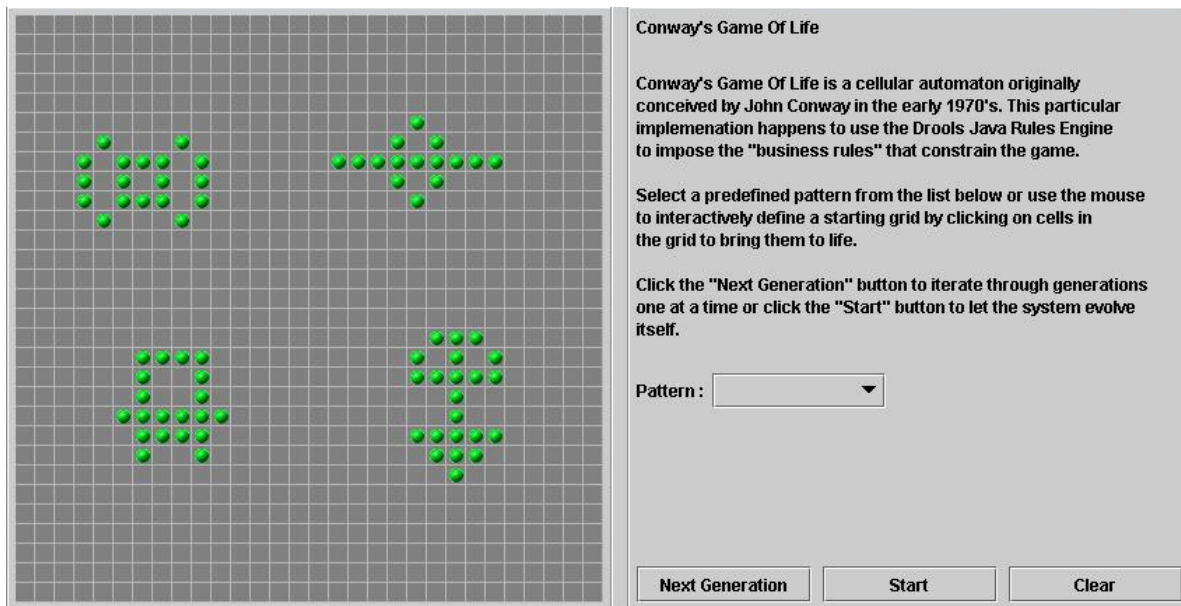 Conway's Game Of Life
Conway's Game Of Life is a cellular automaton originally
conceived by John Conway in the early 1970's. This particular
implemenation happens to use the Drools Java Rules Engine
to impose the "business rules" that constrain the game.
Select a predefined pattern from the list below or use the mouse
to interactively define a starting grid by clicking on cells in
the grid to bring them to life.
Click the "Next Generation" button to iterate through generations
one at a time or click the "Start" button to let the system evolve
itself.
Pattern :
Next Generation Start Clear